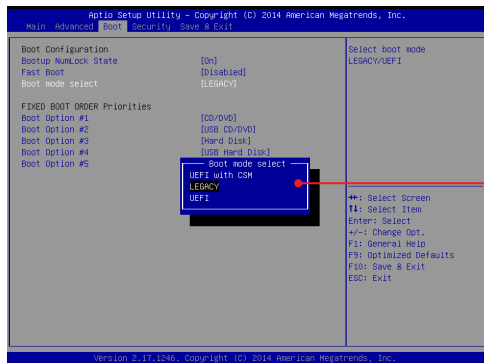 Aptio Setup Utility – Copyright (C) 2014 American Megatrends, Inc.
Main Advanced Boot Security Save & Exit
Boot Configuration
Bootup NumLock State [On]
Fast Boot [Disabled]
Boot mode select [LEGACY]
FIXED BOOT ORDER Priorities
Boot Option #1 [CD/DVD]
Boot Option #2 [USB CD/DVD]
Boot Option #3 [Hard Disk]
Boot Option #4 [USB Hard Disk]
Boot Option #5
Boot mode select
UEFI with CSM
LEGACY
UEFI
Select boot mode
LEGACY/UEFI
→←: Select Screen
↑↓: Select Item
Enter: Select
+/-: Change Opt.
F1: General Help
F9: Optimized Defaults
F10: Save & Exit
ESC: Exit
Version 2.17.1246. Copyright (C) 2014 American Megatrends, Inc.